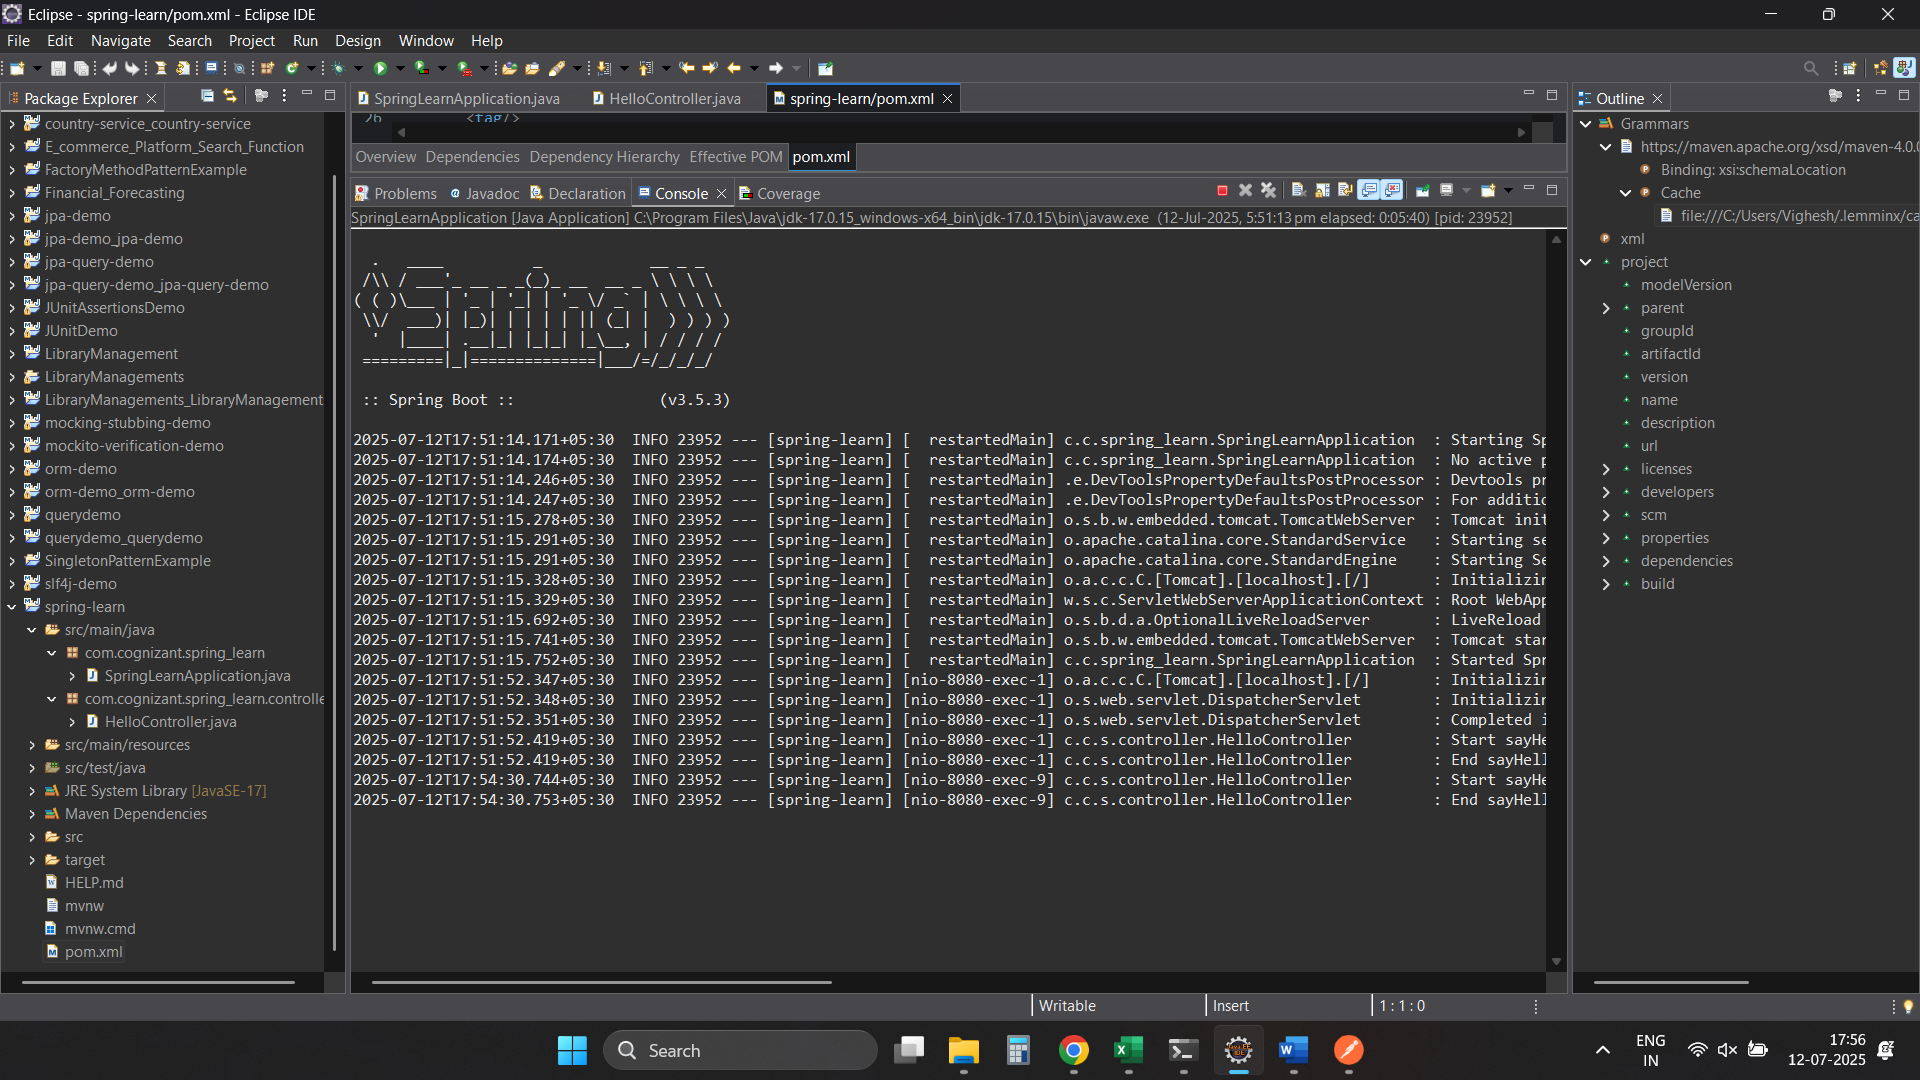 Eclipse - spring-learn/pom.xml - Eclipse IDE
File Edit Navigate Search Project Run Design Window Help
Package Explorer
country-service_country-service
E_commerce_Platform_Search_Function
FactoryMethodPatternExample
Financial_Forecasting
jpa-demo
jpa-demo_jpa-demo
jpa-query-demo
jpa-query-demo_jpa-query-demo
JUnitAssertionsDemo
JUnitDemo
LibraryManagement
LibraryManagements
LibraryManagements_LibraryManagement
mocking-stubbing-demo
mockito-verification-demo
orm-demo
orm-demo_orm-demo
querydemo
querydemo_querydemo
SingletonPatternExample
slf4j-demo
spring-learn
src/main/java
com.cognizant.spring_learn
SpringLearnApplication.java
com.cognizant.spring_learn.controlle
HelloController.java
src/main/resources
src/test/java
JRE System Library [JavaSE-17]
Maven Dependencies
src
target
HELP.md
mvnw
mvnw.cmd
pom.xml
SpringLearnApplication.java HelloController.java spring-learn/pom.xml
26 <tag/>
Overview Dependencies Dependency Hierarchy Effective POM pom.xml
Problems Javadoc Declaration Console Coverage
SpringLearnApplication [Java Application] C:\Program Files\Java\jdk-17.0.15_windows-x64_bin\jdk-17.0.15\bin\javaw.exe (12-Jul-2025, 5:51:13 pm elapsed: 0:05:40) [pid: 23952]
Spring
:: Spring Boot :: (v3.5.3)
2025-07-12T17:51:14.171+05:30 INFO 23952 --- [spring-learn] [ restartedMain] c.c.spring_learn.SpringLearnApplication : Starting Sp
2025-07-12T17:51:14.174+05:30 INFO 23952 --- [spring-learn] [ restartedMain] c.c.spring_learn.SpringLearnApplication : No active p
2025-07-12T17:51:14.246+05:30 INFO 23952 --- [spring-learn] [ restartedMain] .e.DevToolsPropertyDefaultsPostProcessor : Devtools pr
2025-07-12T17:51:14.247+05:30 INFO 23952 --- [spring-learn] [ restartedMain] .e.DevToolsPropertyDefaultsPostProcessor : For additic
2025-07-12T17:51:15.278+05:30 INFO 23952 --- [spring-learn] [ restartedMain] o.s.b.w.embedded.tomcat.TomcatWebServer : Tomcat init
2025-07-12T17:51:15.291+05:30 INFO 23952 --- [spring-learn] [ restartedMain] o.apache.catalina.core.StandardService : Starting se
2025-07-12T17:51:15.291+05:30 INFO 23952 --- [spring-learn] [ restartedMain] o.apache.catalina.core.StandardEngine : Starting Se
2025-07-12T17:51:15.328+05:30 INFO 23952 --- [spring-learn] [ restartedMain] o.a.c.c.C.[Tomcat].[localhost].[/] : Initializin
2025-07-12T17:51:15.329+05:30 INFO 23952 --- [spring-learn] [ restartedMain] w.s.c.ServletWebServerApplicationContext : Root WebApp
2025-07-12T17:51:15.692+05:30 INFO 23952 --- [spring-learn] [ restartedMain] o.s.b.d.a.OptionalLiveReloadServer : LiveReload
2025-07-12T17:51:15.741+05:30 INFO 23952 --- [spring-learn] [ restartedMain] o.s.b.w.embedded.tomcat.TomcatWebServer : Tomcat star
2025-07-12T17:51:15.752+05:30 INFO 23952 --- [spring-learn] [ restartedMain] c.c.spring_learn.SpringLearnApplication : Started Spr
2025-07-12T17:51:52.347+05:30 INFO 23952 --- [spring-learn] [nio-8080-exec-1] o.a.c.c.C.[Tomcat].[localhost].[/] : Initializin
2025-07-12T17:51:52.348+05:30 INFO 23952 --- [spring-learn] [nio-8080-exec-1] o.s.web.servlet.DispatcherServlet : Initializin
2025-07-12T17:51:52.351+05:30 INFO 23952 --- [spring-learn] [nio-8080-exec-1] o.s.web.servlet.DispatcherServlet : Completed i
2025-07-12T17:51:52.419+05:30 INFO 23952 --- [spring-learn] [nio-8080-exec-1] c.c.s.controller.HelloController : Start sayHe
2025-07-12T17:51:52.419+05:30 INFO 23952 --- [spring-learn] [nio-8080-exec-1] c.c.s.controller.HelloController : End sayHell
2025-07-12T17:54:30.744+05:30 INFO 23952 --- [spring-learn] [nio-8080-exec-9] c.c.s.controller.HelloController : Start sayHe
2025-07-12T17:54:30.753+05:30 INFO 23952 --- [spring-learn] [nio-8080-exec-9] c.c.s.controller.HelloController : End sayHell
Outline
Grammars
https://maven.apache.org/xsd/maven-4.0.0
Binding: xsi:schemaLocation
Cache
file:///C:/Users/Vighesh/.lemminx/ca
xml
project
modelVersion
parent
groupId
artifactId
version
name
description
url
licenses
developers
scm
properties
dependencies
build
Writable Insert 1 : 1 : 0
Search
ENG
IN
17:56
12-07-2025